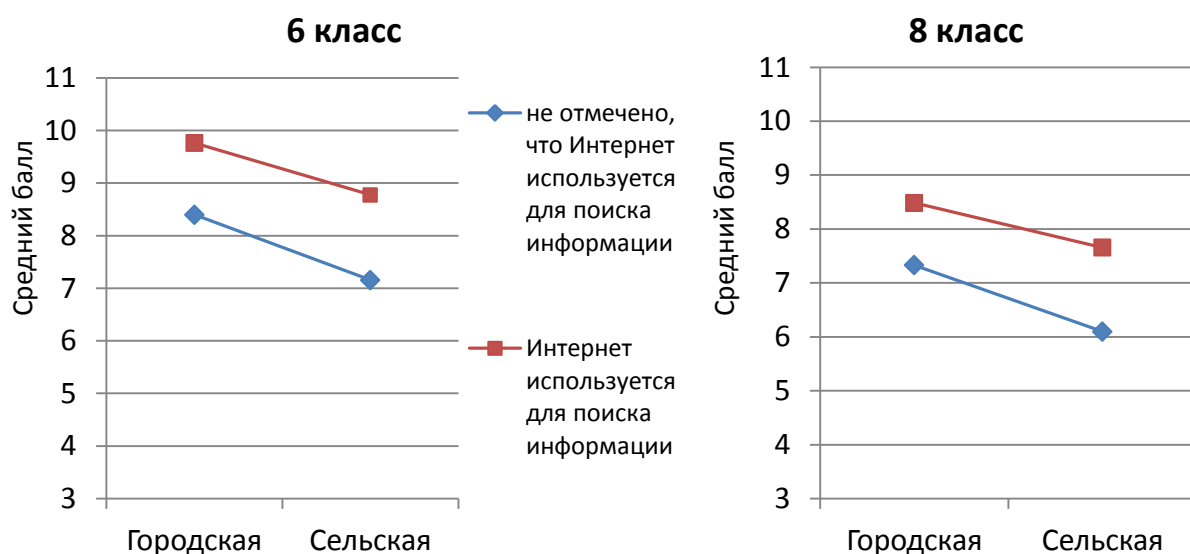 6 класс
Средний балл
11
10
9
8
7
6
5
4
3
Городская
Сельская
не отмечено,
что Интернет
используется
для поиска
информации
Интернет
используется
для поиска
информации
8 класс
Средний балл
11
10
9
8
7
6
5
4
3
Городская
Сельская